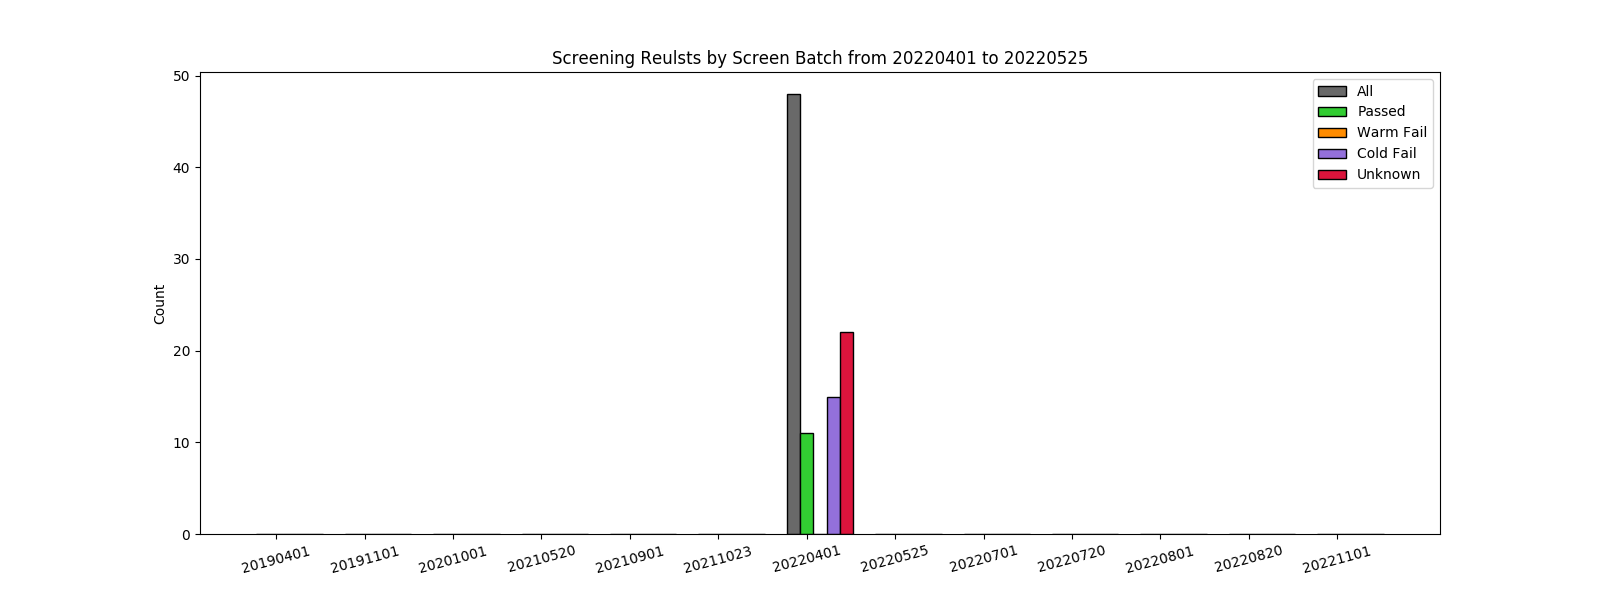 Screening Reulsts by Screen Batch from 20220401 to 20220525
50
40
30
20
10
0
Count
All
Passed
Warm Fail
Cold Fail
Unknown
20190401
20191101
20201001
20210520
20210901
20211023
20220401
20220525
20220701
20220720
20220801
20220820
20221101